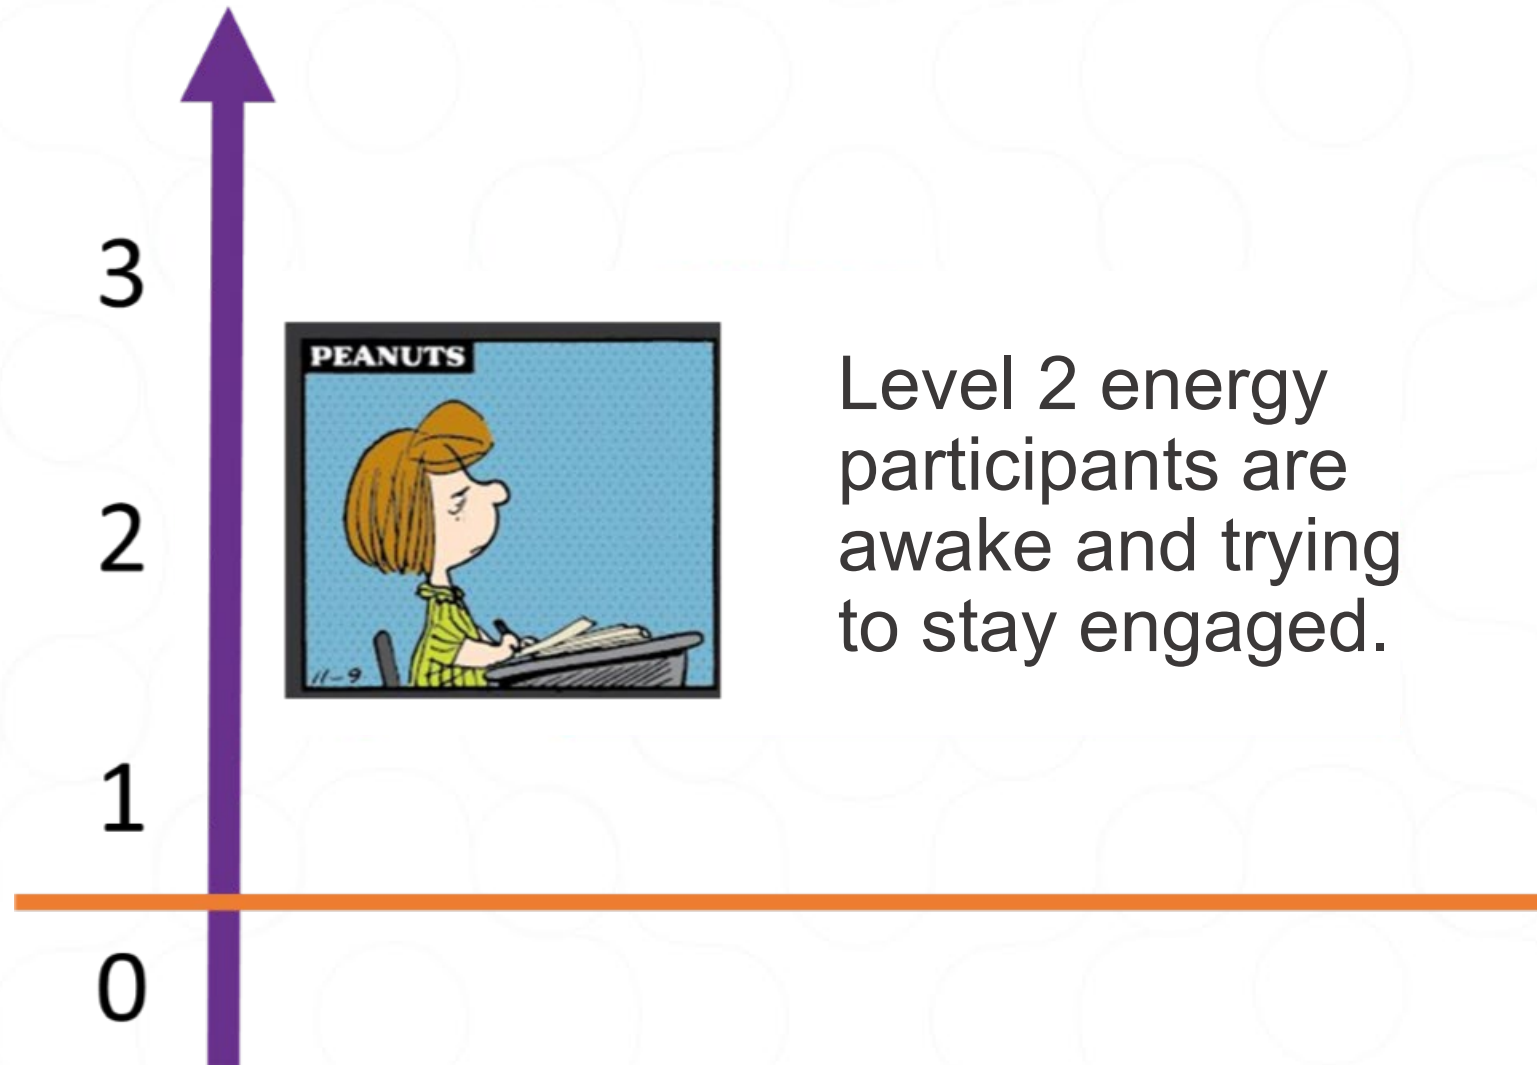 3
PEANUTS
Level 2 energy
participants are
awake and trying
to stay engaged.
2
11-9
1
0